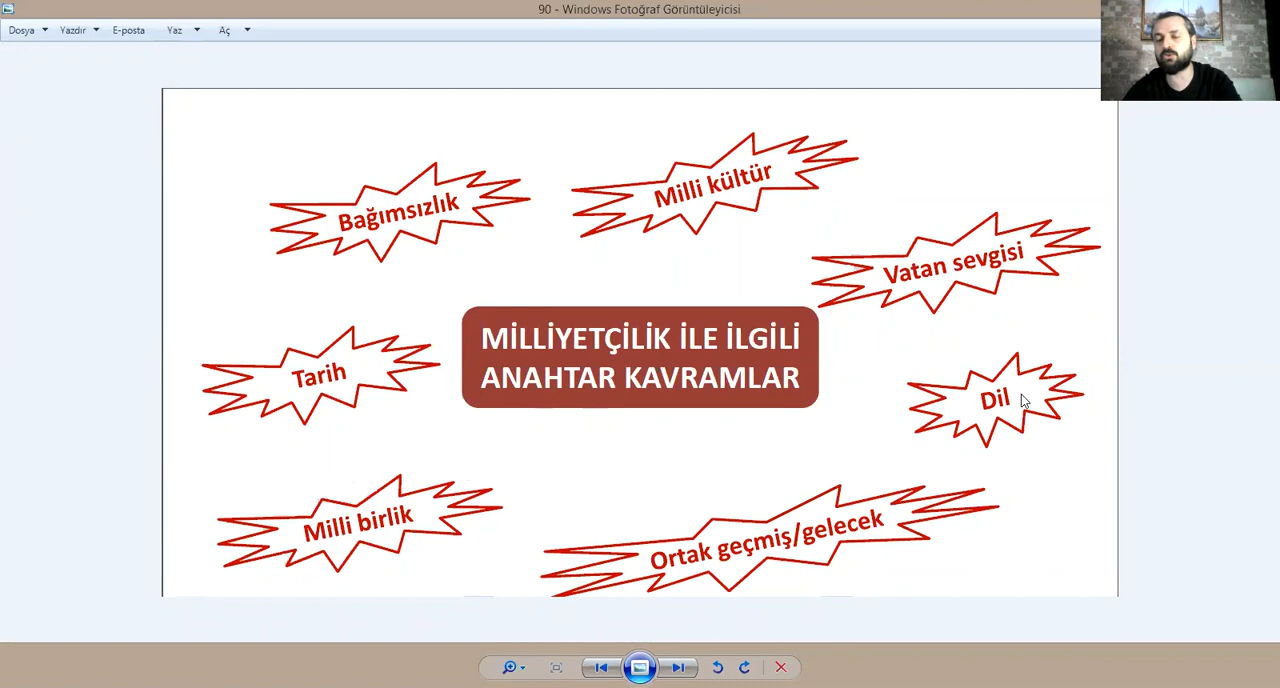 90 - Windows Fotoğraf Görüntüleyicisi
Dosya Yazdır E-posta Yaz Aç
Bağımsızlık
Milli kültür
Vatan sevgisi
MİLLİYETÇİLİK İLE İLGİLİ
ANAHTAR KAVRAMLAR
Tarih
Dil
Milli birlik
Ortak geçmiş/gelecek